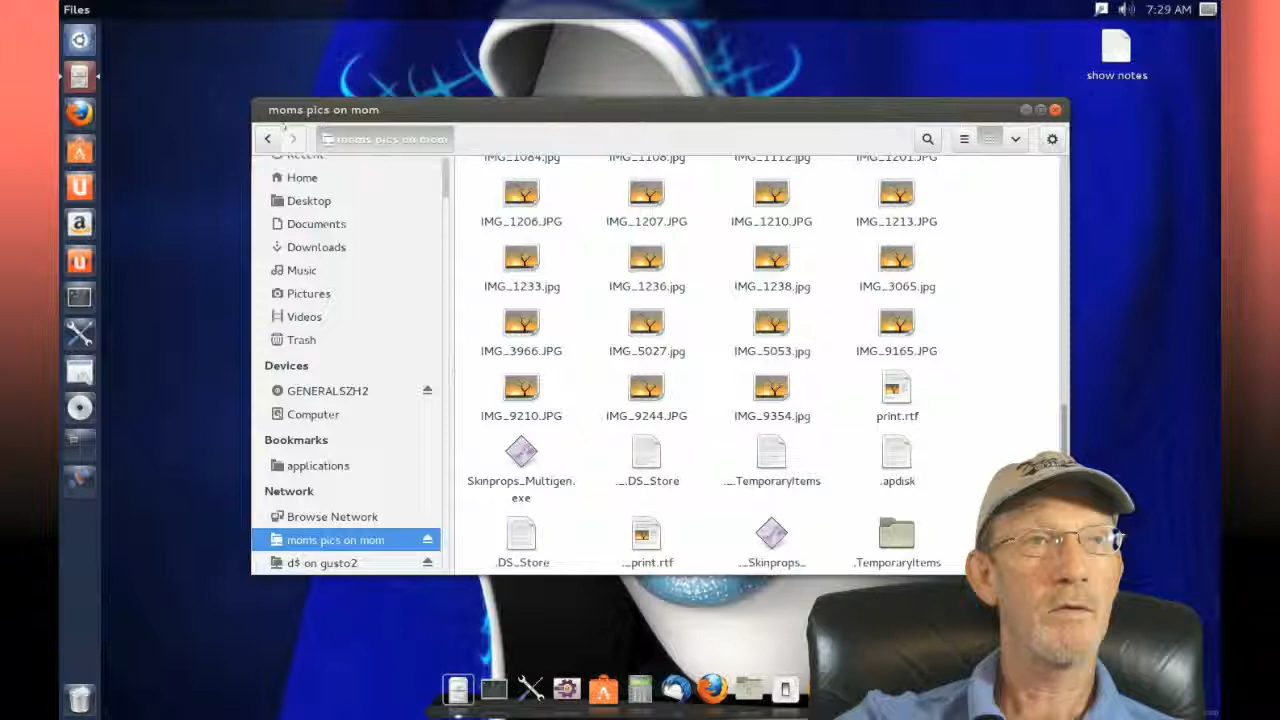 Files
7:29 AM
show notes
moms pics on mom
moms pics on mom
Recent
Home
Desktop
Documents
Downloads
Music
Pictures
Videos
Trash
Devices
GENERALSZH2
Computer
Bookmarks
applications
Network
Browse Network
moms pics on mom
d$ on gusto2
IMG_1084.jpg IMG_1108.jpg IMG_1112.jpg IMG_1201.JPG
IMG_1206.JPG IMG_1207.JPG IMG_1210.JPG IMG_1213.JPG
IMG_1233.jpg IMG_1236.jpg IMG_1238.jpg IMG_3065.jpg
IMG_3966.JPG IMG_5027.jpg IMG_5053.jpg IMG_9165.JPG
IMG_9210.JPG IMG_9244.JPG IMG_9354.jpg print.rtf
Skinprops_Multigen.
exe
._.DS_Store ._.TemporaryItems .apdisk
.DS_Store ._print.rtf ._Skinprops_ .TemporaryItems